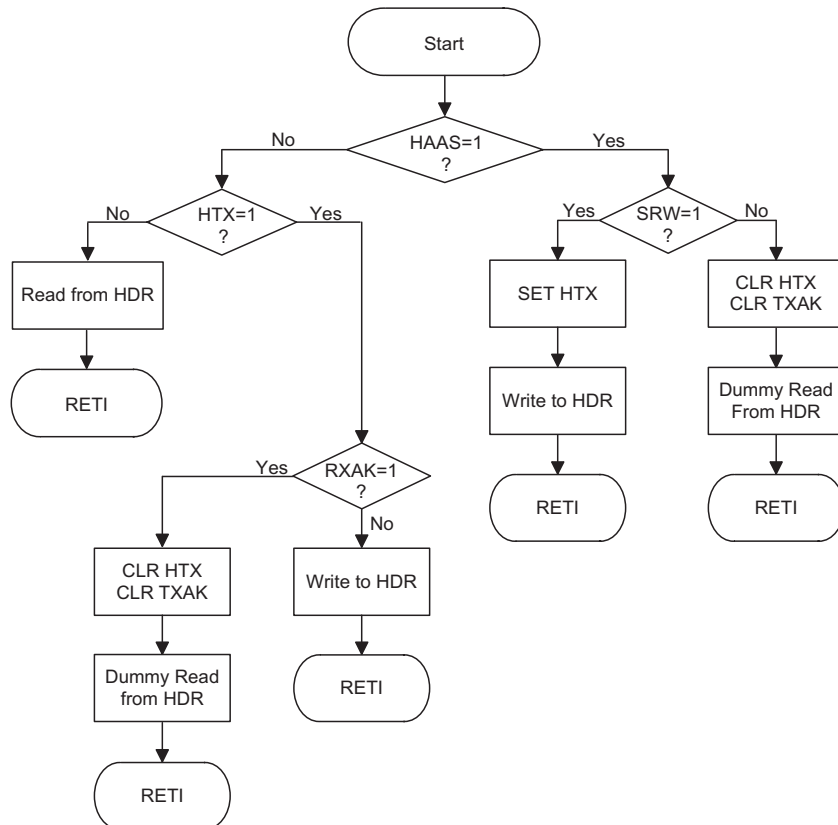 Start
HAAS=1
?
No
Yes
HTX=1
?
No
Yes
SRW=1
?
Yes
No
Read from HDR
RETI
SET HTX
Write to HDR
RETI
CLR HTX
CLR TXAK
Dummy Read
From HDR
RETI
RXAK=1
?
Yes
No
CLR HTX
CLR TXAK
Dummy Read
from HDR
RETI
Write to HDR
RETI